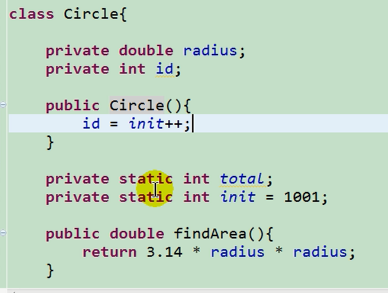 class Circle{
private double radius;
private int id;
public Circle(){
id = init++;
}
private static int total;
private static int init = 1001;
public double findArea(){
return 3.14 * radius * radius;
}